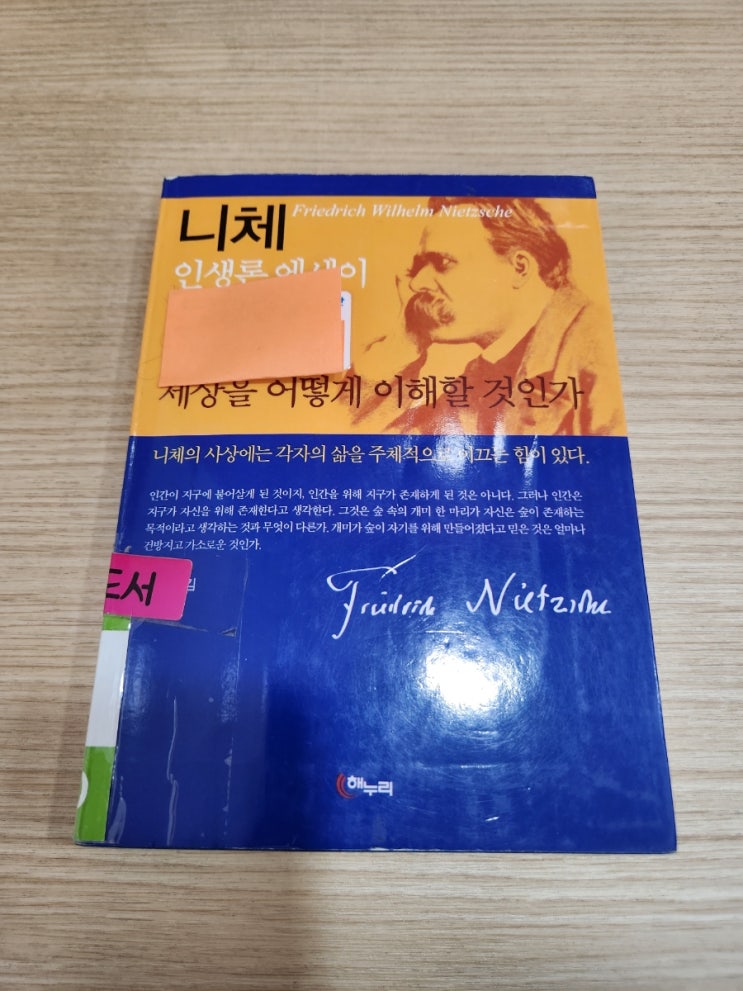 니체 Friedrich Wilhelm Nietzsche
인생론 에세이
세상을 어떻게 이해할 것인가
니체의 사상에는 각자의 삶을 주체적으로 이끄는 힘이 있다.
인간이 지구에 붙어살게 된 것이지, 인간을 위해 지구가 존재하게 된 것은 아니다. 그러나 인간은
지구가 자신을 위해 존재한다고 생각한다. 그것은 숲 속의 개미 한 마리가 자신은 숲이 존재하는
목적이라고 생각하는 것과 무엇이 다른가. 개미가 숲이 자기를 위해 만들어졌다고 믿은 것은 얼마나
건방지고 가소로운 것인가.
도서
Friedrich Nietzsche
해누리